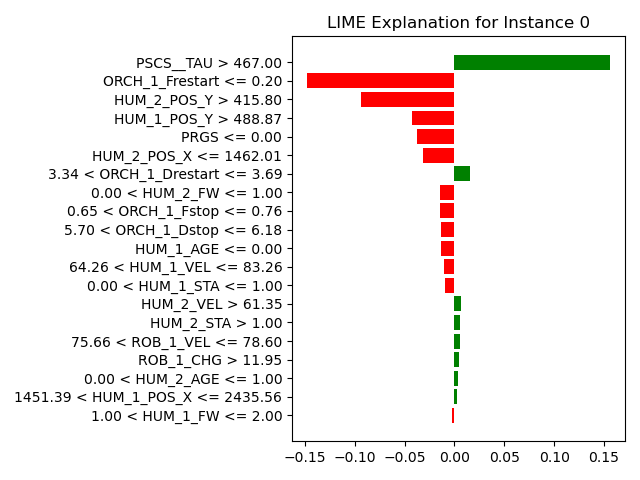 LIME Explanation for Instance 0
PSCS__TAU > 467.00
ORCH_1_Frestart <= 0.20
HUM_2_POS_Y > 415.80
HUM_1_POS_Y > 488.87
PRGS <= 0.00
HUM_2_POS_X <= 1462.01
3.34 < ORCH_1_Drestart <= 3.69
0.00 < HUM_2_FW <= 1.00
0.65 < ORCH_1_Fstop <= 0.76
5.70 < ORCH_1_Dstop <= 6.18
HUM_1_AGE <= 0.00
64.26 < HUM_1_VEL <= 83.26
0.00 < HUM_1_STA <= 1.00
HUM_2_VEL > 61.35
HUM_2_STA > 1.00
75.66 < ROB_1_VEL <= 78.60
ROB_1_CHG > 11.95
0.00 < HUM_2_AGE <= 1.00
1451.39 < HUM_1_POS_X <= 2435.56
1.00 < HUM_1_FW <= 2.00
−0.15 −0.10 −0.05 0.00 0.05 0.10 0.15